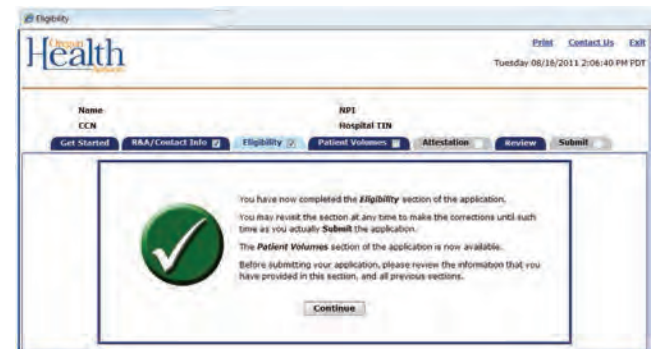 Eligibility
Oregon
Health
Print Contact Us Exit
Tuesday 08/16/2011 2:06:40 PM PDT
Name
NPI
CCN
Hospital TIN
Get Started R&A/Contact Info Eligibility Patient Volumes Attestation Review Submit
You have now completed the Eligibility section of the application.
You may revisit the section at any time to make the corrections until such
time as you actually Submit the application.
The Patient Volumes section of the application is now available.
Before submitting your application, please review the information that you
have provided in this section, and all previous sections.
Continue